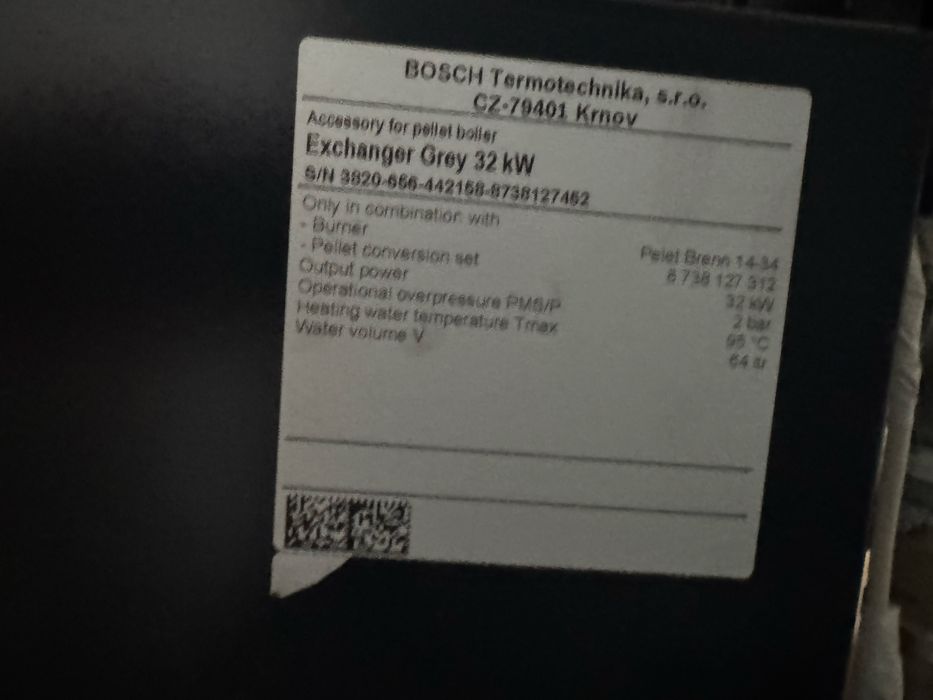 BOSCH Termotechnika, s.r.o.
CZ-79401 Krnov
Accessory for pellet boiler
Exchanger Grey 32 kW
S/N 3820-666-442158-8738127452
Only in combination with
- Burner Pelet Brenn 14-34
- Pellet conversion set 8 738 127 312
Output power 32 kW
Operational overpressure PMS/P 2 bar
Heating water temperature Tmax °C
Water volume V 64